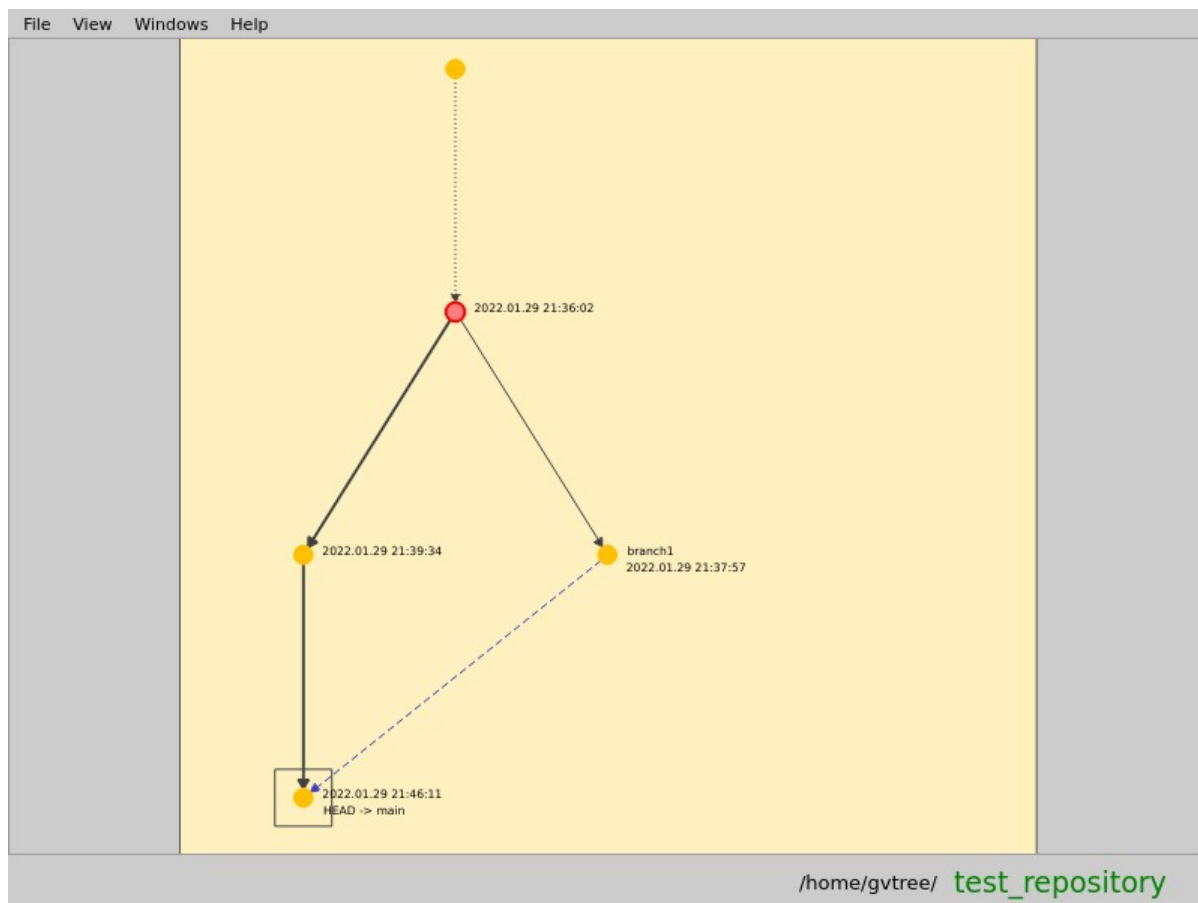 File View Windows Help
2022.01.29 21:36:02
2022.01.29 21:39:34
branch1
2022.01.29 21:37:57
2022.01.29 21:46:11
HEAD -> main
/home/gvtree/ test_repository